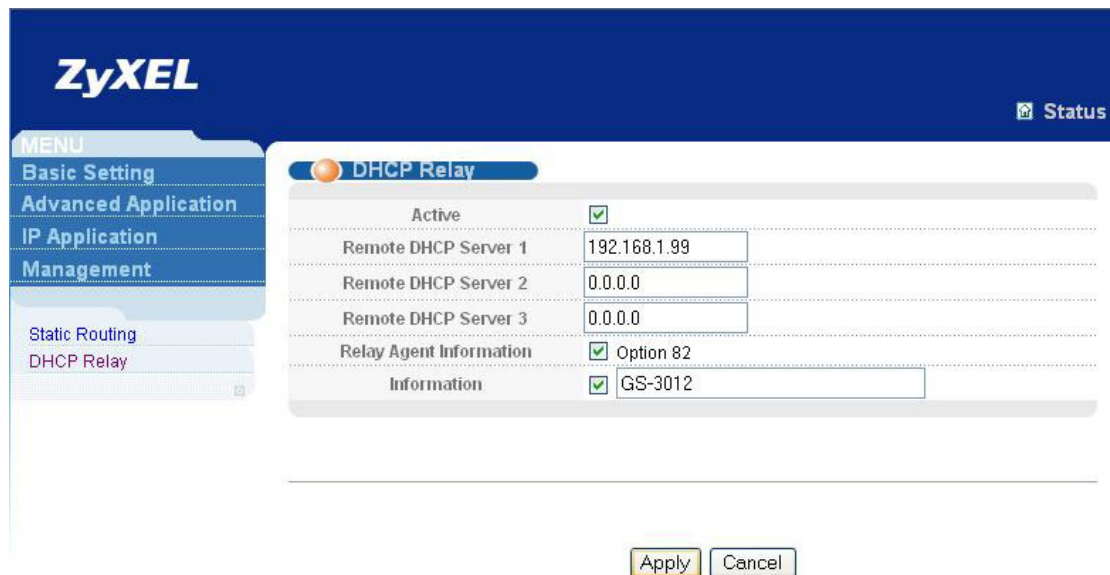 ZyXEL
Status
MENU
Basic Setting
Advanced Application
IP Application
Management
Static Routing
DHCP Relay
DHCP Relay
Active
Remote DHCP Server 1 192.168.1.99
Remote DHCP Server 2 0.0.0.0
Remote DHCP Server 3 0.0.0.0
Relay Agent Information Option 82
Information GS-3012
Apply Cancel